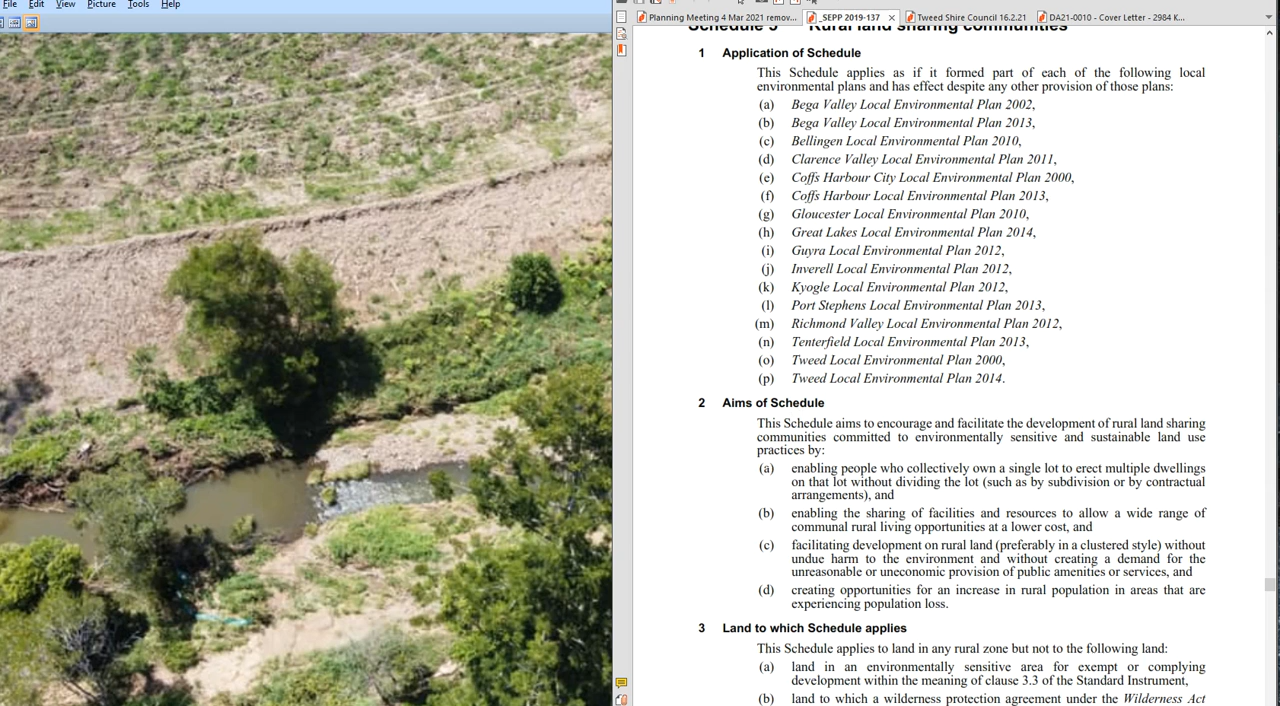 File Edit View Picture Tools Help
Planning Meeting 4 Mar 2021 remov...
_SEPP 2019-137
Tweed Shire Council 16.2.21
DA21-0010 - Cover Letter - 2984 K...
Schedule 5 Rural land sharing communities
1 Application of Schedule
This Schedule applies as if it formed part of each of the following local
environmental plans and has effect despite any other provision of those plans:
(a) Bega Valley Local Environmental Plan 2002,
(b) Bega Valley Local Environmental Plan 2013,
(c) Bellingen Local Environmental Plan 2010,
(d) Clarence Valley Local Environmental Plan 2011,
(e) Coffs Harbour City Local Environmental Plan 2000,
(f) Coffs Harbour Local Environmental Plan 2013,
(g) Gloucester Local Environmental Plan 2010,
(h) Great Lakes Local Environmental Plan 2014,
(i) Guyra Local Environmental Plan 2012,
(j) Inverell Local Environmental Plan 2012,
(k) Kyogle Local Environmental Plan 2012,
(l) Port Stephens Local Environmental Plan 2013,
(m) Richmond Valley Local Environmental Plan 2012,
(n) Tenterfield Local Environmental Plan 2013,
(o) Tweed Local Environmental Plan 2000,
(p) Tweed Local Environmental Plan 2014.
2 Aims of Schedule
This Schedule aims to encourage and facilitate the development of rural land sharing
communities committed to environmentally sensitive and sustainable land use
practices by:
(a) enabling people who collectively own a single lot to erect multiple dwellings
on that lot without dividing the lot (such as by subdivision or by contractual
arrangements), and
(b) enabling the sharing of facilities and resources to allow a wide range of
communal rural living opportunities at a lower cost, and
(c) facilitating development on rural land (preferably in a clustered style) without
undue harm to the environment and without creating a demand for the
unreasonable or uneconomic provision of public amenities or services, and
(d) creating opportunities for an increase in rural population in areas that are
experiencing population loss.
3 Land to which Schedule applies
This Schedule applies to land in any rural zone but not to the following land:
(a) land in an environmentally sensitive area for exempt or complying
development within the meaning of clause 3.3 of the Standard Instrument,
(b) land to which a wilderness protection agreement under the Wilderness Act